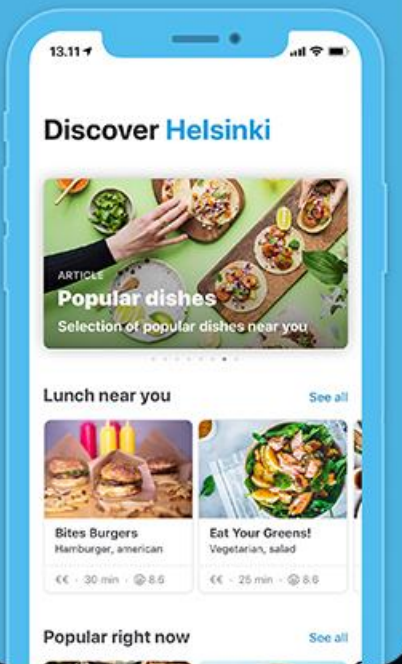 13.11
Discover Helsinki
ARTICLE
Popular dishes
Selection of popular dishes near you
Lunch near you
See all
Bites Burgers
Hamburger, american
€€ · 30 min · 8.6
Eat Your Greens!
Vegetarian, salad
€€ · 25 min · 8.6
Popular right now
See all